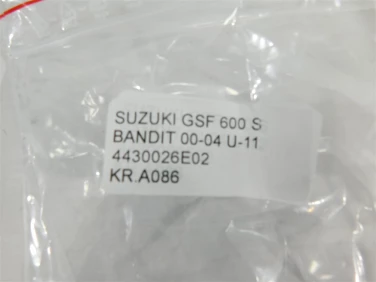 SUZUKI GSF 600 S
BANDIT 00-04 U-11.
4430026E02
KR.A086